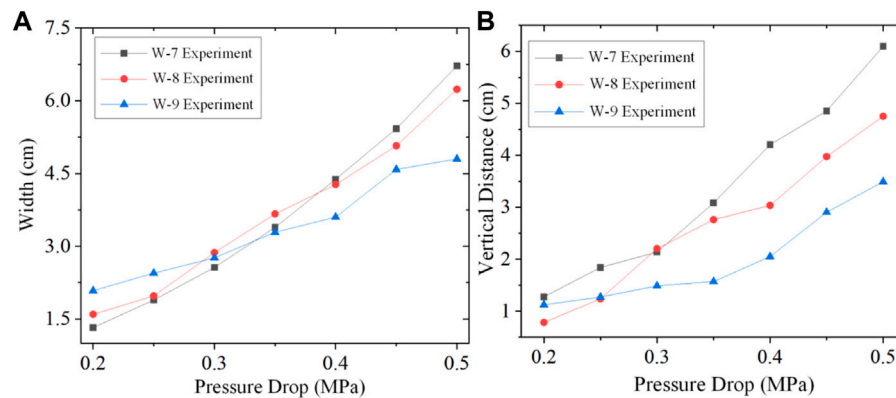 A
7.5
6.0
4.5
3.0
1.5
Width (cm)
W-7 Experiment
W-8 Experiment
W-9 Experiment
0.2
0.3
0.4
0.5
Pressure Drop (MPa)
B
6
5
4
3
2
1
Vertical Distance (cm)
W-7 Experiment
W-8 Experiment
W-9 Experiment
0.2
0.3
0.4
0.5
Pressure Drop (MPa)